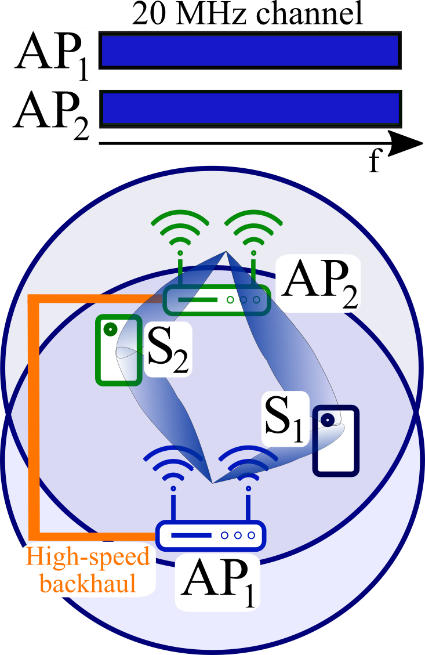 20 MHz channel
AP₁
AP₂
f
AP₂
S₂
S₁
High-speed
backhaul
AP₁